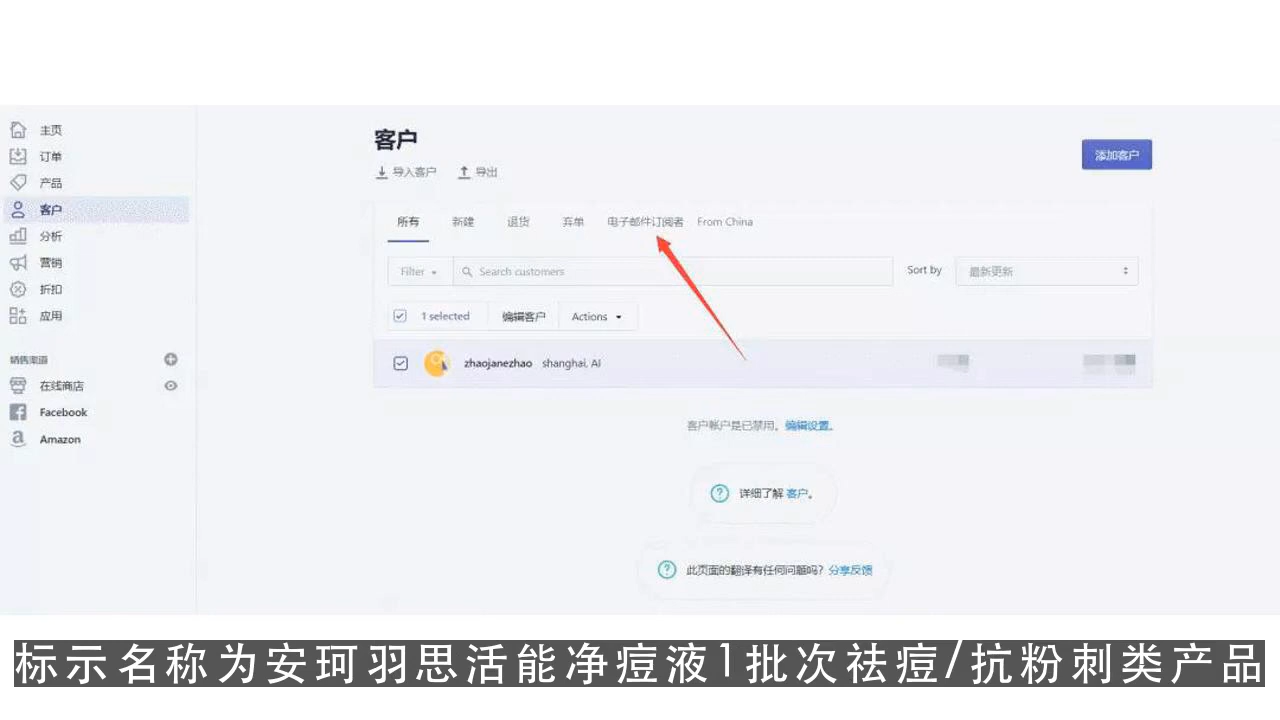 主页
订单
产品
客户
分析
营销
折扣
应用
销售渠道
在线商店
Facebook
Amazon
客户
导入客户 导出
添加客户
所有 新建 退货 弃单 电子邮件订阅者 From China
Filter Search customers Sort by 最新更新
1 selected 编辑客户 Actions
zhaojanezhao shanghai, AI
客户帐户是已禁用。编辑设置。
详细了解 客户。
此页面的翻译有任何问题吗？分享反馈
标示名称为安珂羽思活能净痘液1批次祛痘/抗粉刺类产品